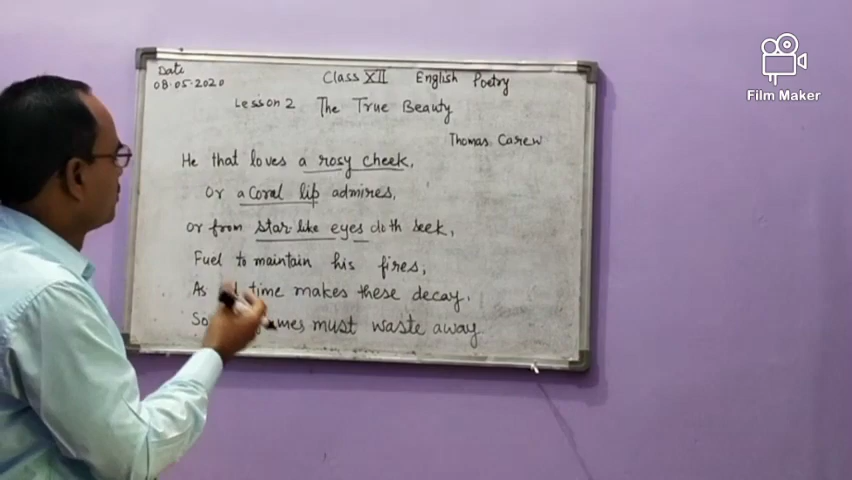 Date
08.05.2020
Class XII English Poetry
Lesson 2 The True Beauty
Thomas Carew
He that loves a rosy cheek,
Or a Coral lip admires,
or from star-like eyes doth seek,
Fuel to maintain his fires,
As time makes these decay.
So must waste away
Film Maker